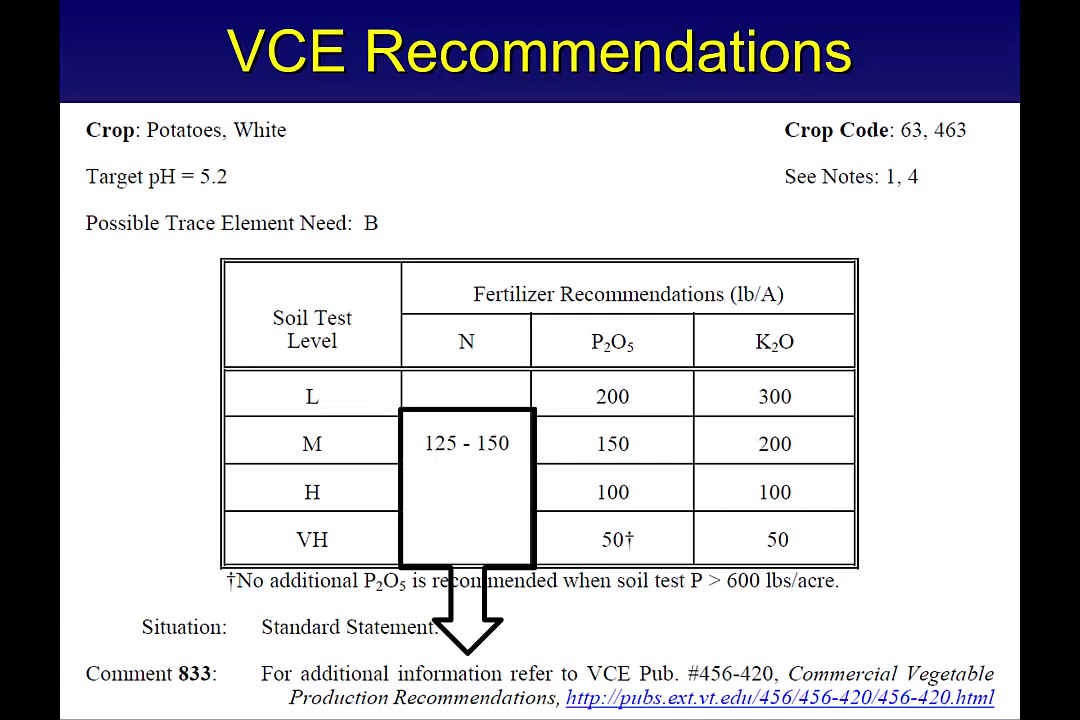 VCE Recommendations
Crop: Potatoes, White
Crop Code: 63, 463
Target pH = 5.2
See Notes: 1, 4
Possible Trace Element Need: B
Soil Test Level
Fertilizer Recommendations (lb/A)
N P₂O₅ K₂O
L 200 300
M 125 - 150 150 200
H 100 100
VH 50† 50
†No additional P₂O₅ is recommended when soil test P > 600 lbs/acre.
Situation: Standard Statement.
Comment 833: For additional information refer to VCE Pub. #456-420, Commercial Vegetable
Production Recommendations, http://pubs.ext.vt.edu/456/456-420/456-420.html